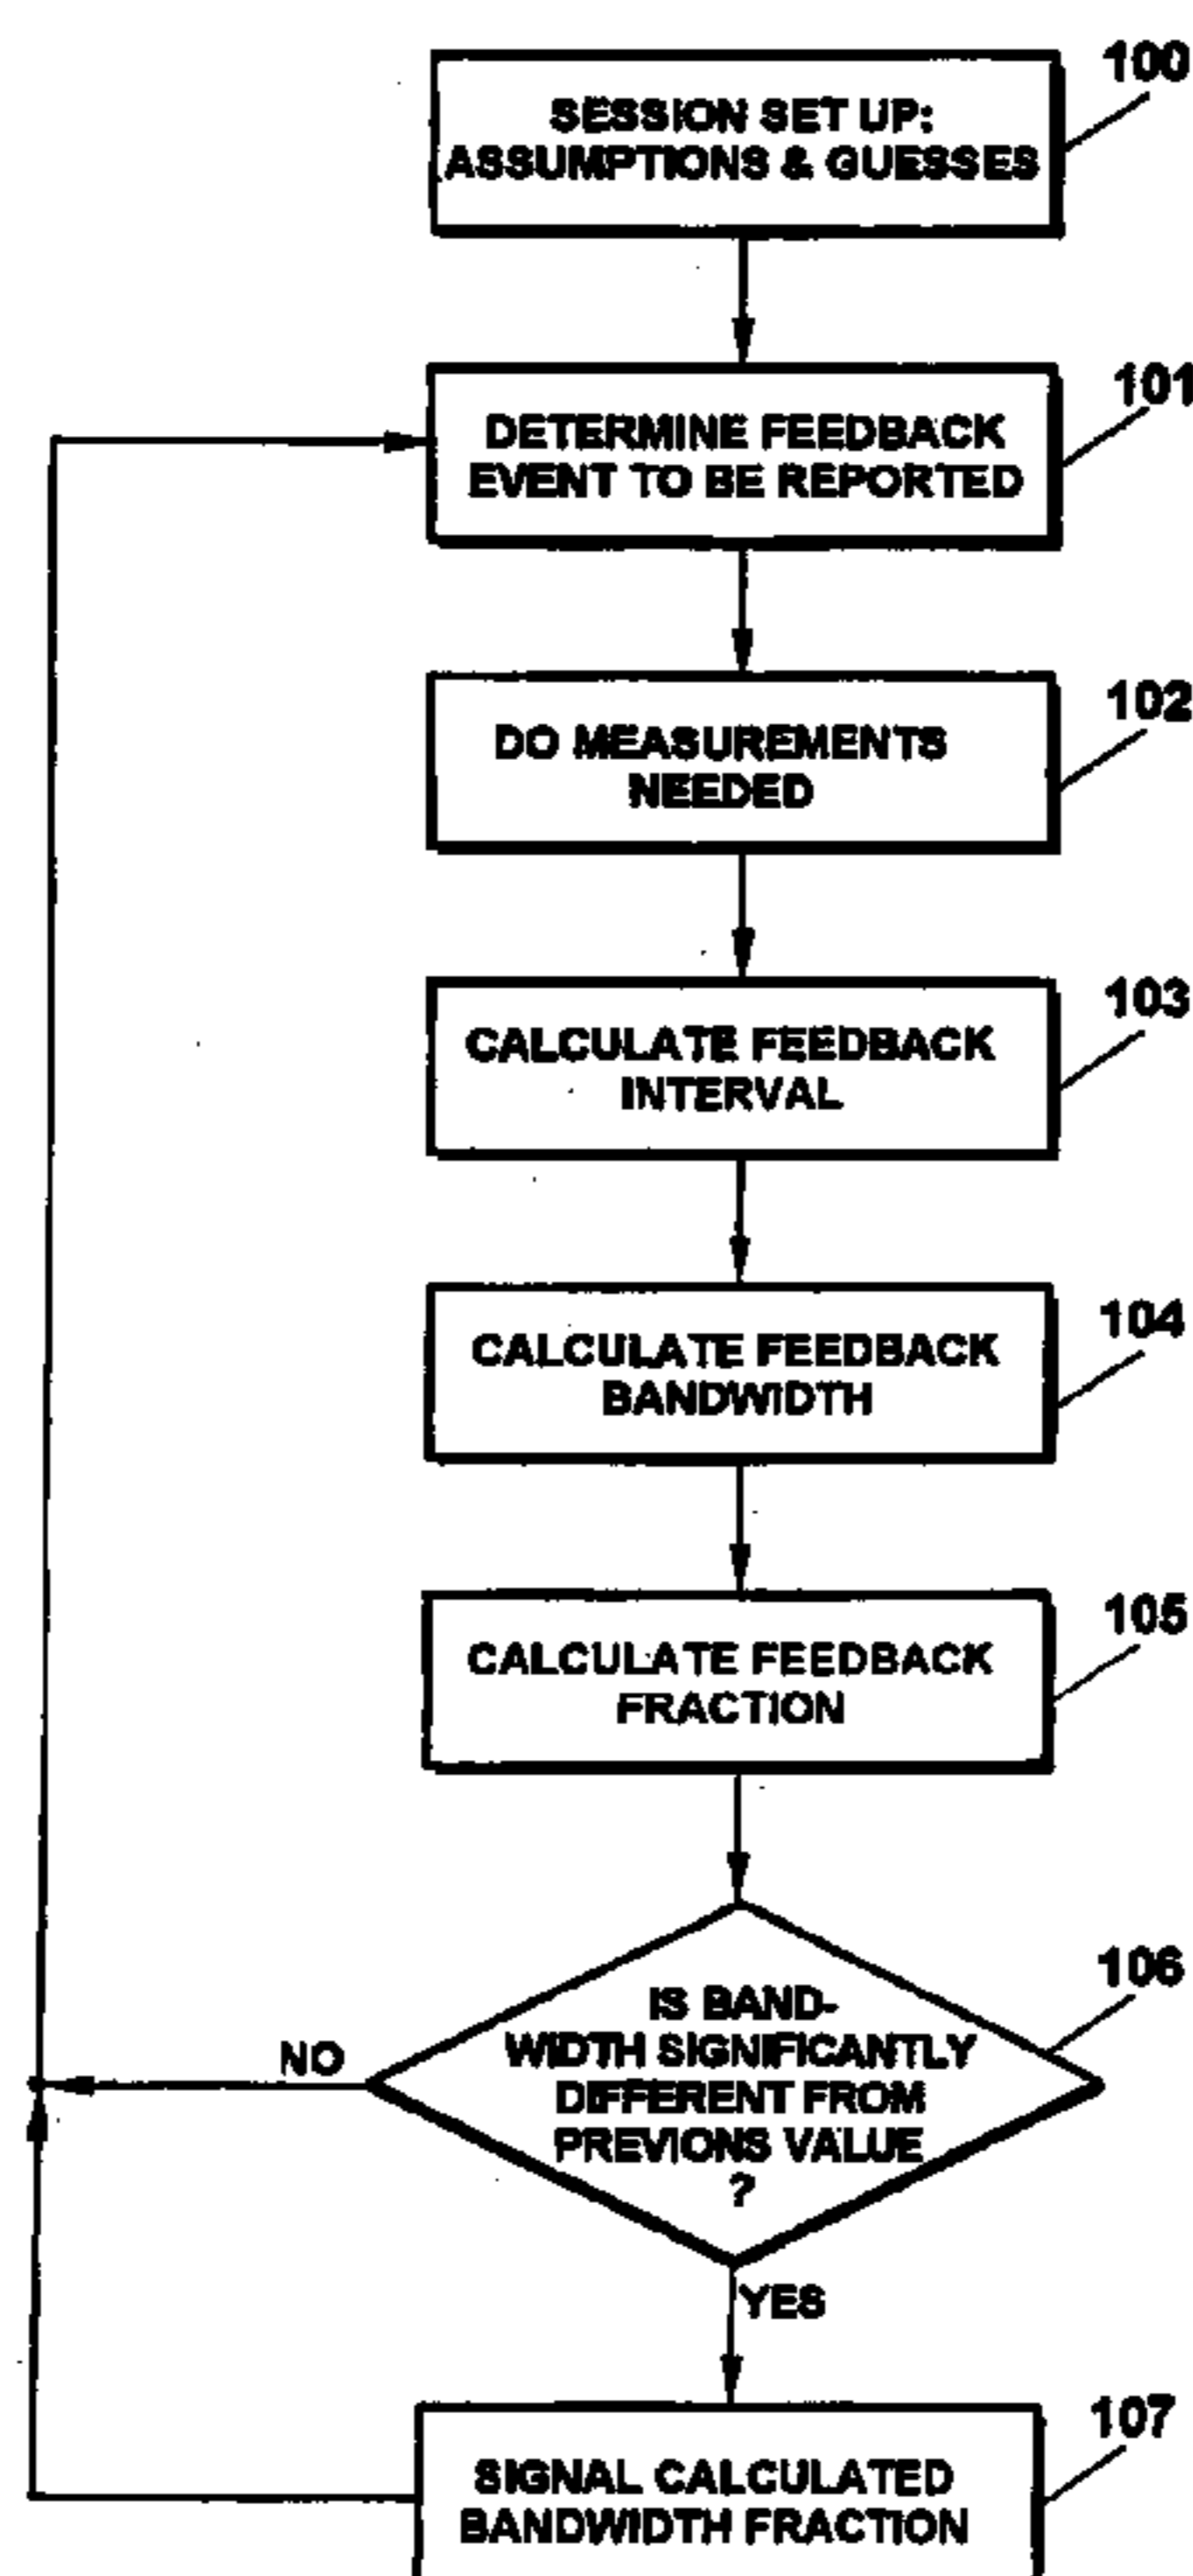 100
SESSION SET UP:
ASSUMPTIONS & GUESSES
101
DETERMINE FEEDBACK
EVENT TO BE REPORTED
102
DO MEASUREMENTS
NEEDED
103
CALCULATE FEEDBACK
INTERVAL
104
CALCULATE FEEDBACK
BANDWIDTH
105
CALCULATE FEEDBACK
FRACTION
106
IS BAND-
WIDTH SIGNIFICANTLY
DIFFERENT FROM
PREVIONS VALUE
?
NO
YES
107
SIGNAL CALCULATED
BANDWIDTH FRACTION